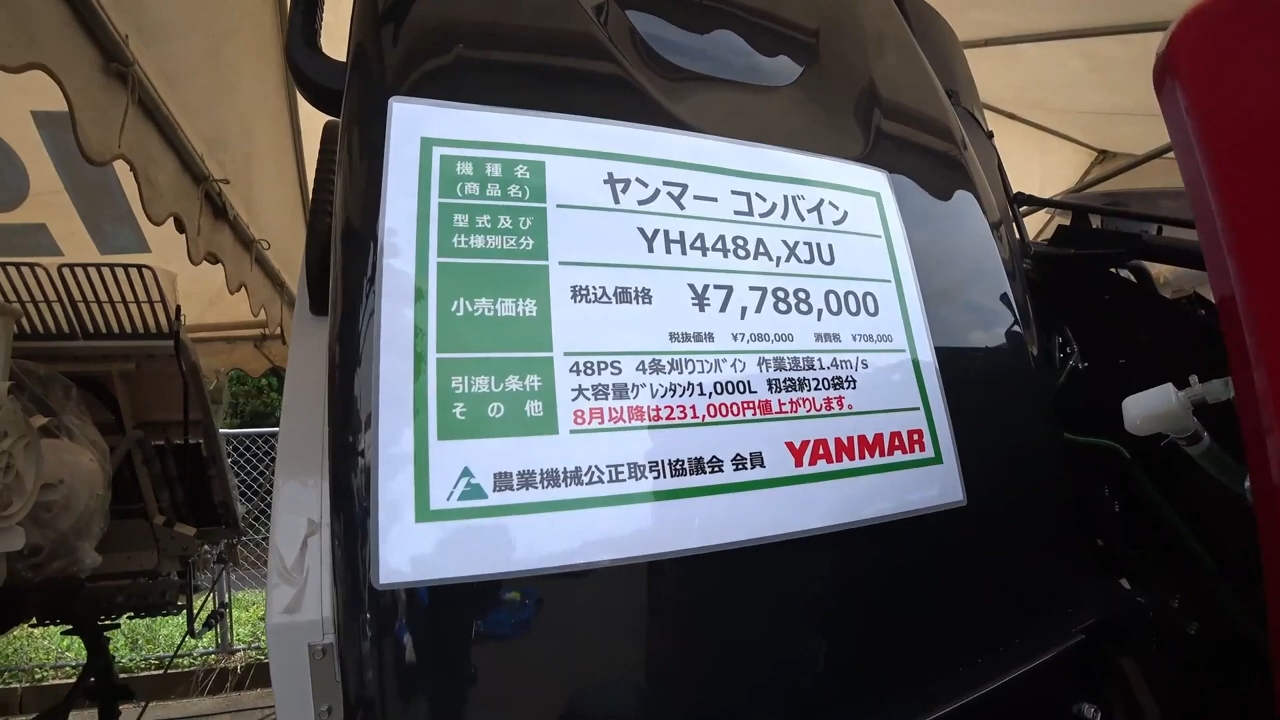 機種名
(商品名)
ヤンマー コンバイン
型式及び
仕様別区分
YH448A,XJU
小売価格
税込価格 ¥7,788,000
税抜価格 ¥7,080,000 消費税 ¥708,000
引渡し条件
その他
48PS 4条刈りコンバイン 作業速度1.4m/s
大容量グレンタンク1,000L 籾袋約20袋分
8月以降は231,000円値上がりします。
農業機械公正取引協議会 会員
YANMAR